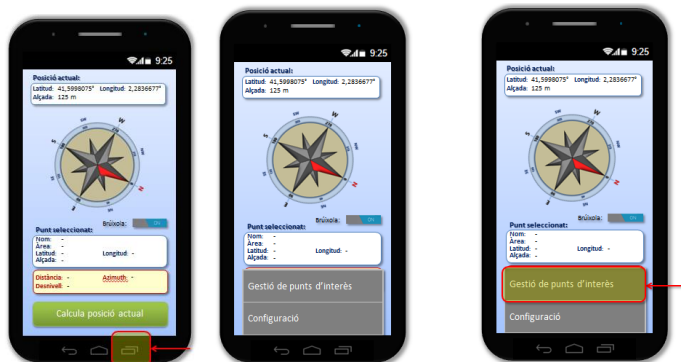 9:25
Posició actual:
Latitud: 41,5998075° Longitud: 2,2836677°
Alçada: 125 m
W
N
Brúixola: ON
Punt seleccionat:
Nom: -
Àrea: -
Latitud: - Longitud: -
Alçada: -
Distància: - Azimuth: -
Desnivell: -
Calcula posició actual
9:25
Posició actual:
Latitud: 41,5998075° Longitud: 2,2836677°
Alçada: 125 m
W
N
Brúixola: ON
Punt seleccionat:
Nom: -
Àrea: -
Latitud: - Longitud: -
Alçada: -
Gestió de punts d'interès
Configuració
9:25
Posició actual:
Latitud: 41,5998075° Longitud: 2,2836677°
Alçada: 125 m
W
N
Brúixola: ON
Punt seleccionat:
Nom: -
Àrea: -
Latitud: - Longitud: -
Alçada: -
Gestió de punts d'interès
Configuració